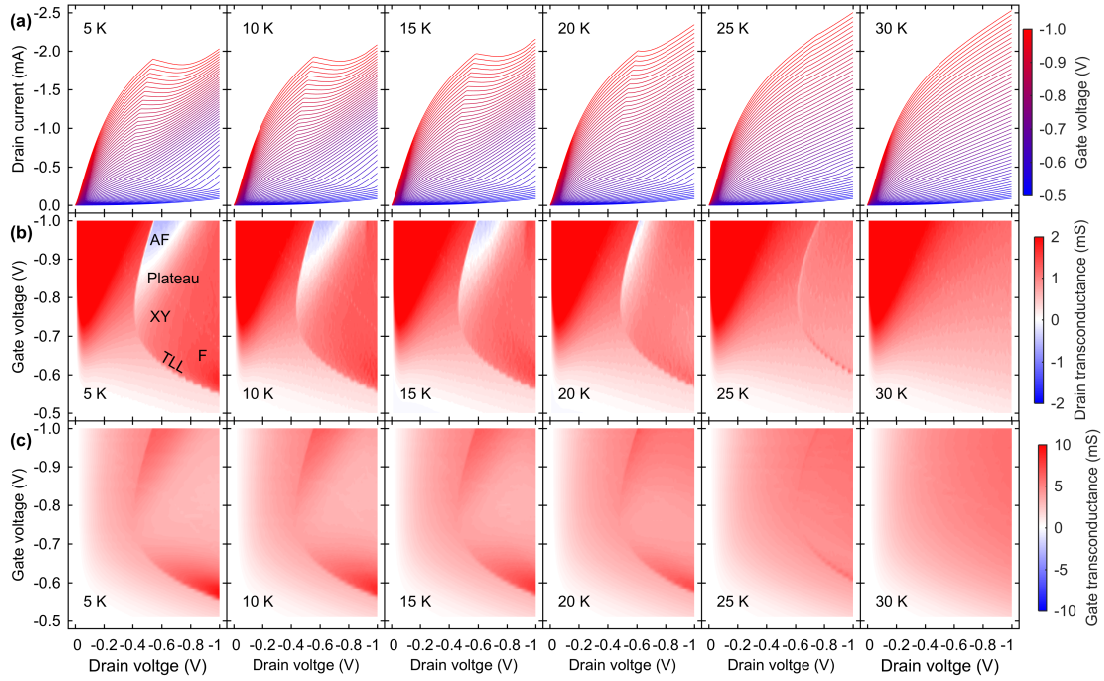 (a)
-2.5
-2.0
-1.5
-1.0
-0.5
0.0
Drain current (mA)
5 K
10 K
15 K
20 K
25 K
30 K
-1.0
-0.9
-0.8
-0.7
-0.6
-0.5
Gate voltage (V)
(b)
-1.0
-0.9
-0.8
-0.7
-0.6
-0.5
Gate voltage (V)
AF
Plateau
XY
TLL
F
5 K
10 K
15 K
20 K
25 K
30 K
2
1
0
-1
-2
Drain transconductance (mS)
(c)
-1.0
-0.9
-0.8
-0.7
-0.6
-0.5
Gate voltage (V)
5 K
10 K
15 K
20 K
25 K
30 K
10
5
0
-5
-10
Gate transconductance (mS)
0 -0.2 -0.4 -0.6 -0.8 -1
0 -0.2 -0.4 -0.6 -0.8 -1
0 -0.2 -0.4 -0.6 -0.8 -1
0 -0.2 -0.4 -0.6 -0.8 -1
0 -0.2 -0.4 -0.6 -0.8 -1
0 -0.2 -0.4 -0.6 -0.8 -1
Drain voltge (V)
Drain voltge (V)
Drain voltge (V)
Drain voltge (V)
Drain voltge (V)
Drain voltge (V)